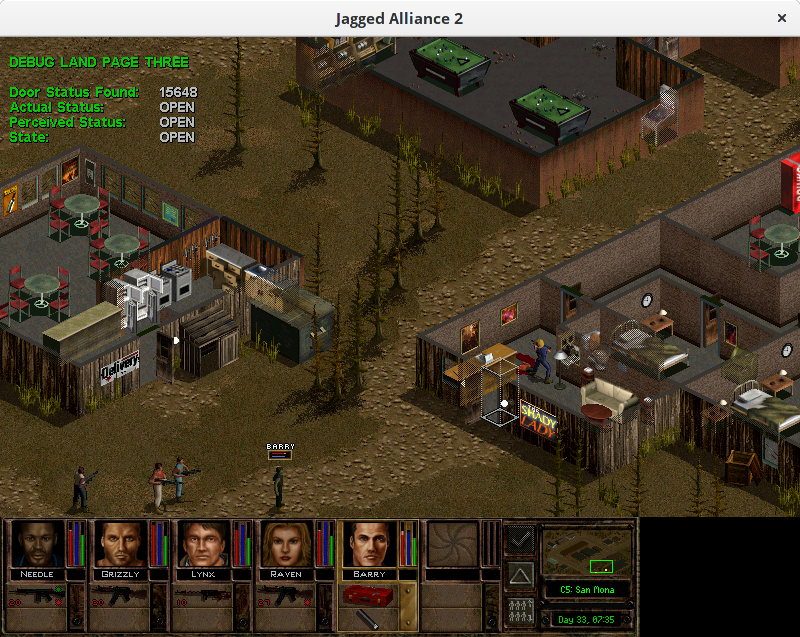 Jagged Alliance 2
DEBUG LAND PAGE THREE
Door Status Found: 15648
Actual Status: OPEN
Perceived Status: OPEN
State: OPEN
Delivery
SHADY
LADY
BARRY
NEEDLE GRIZZLY LYNX RAVEN BARRY
C5: San Mona
Day 33, 07:35